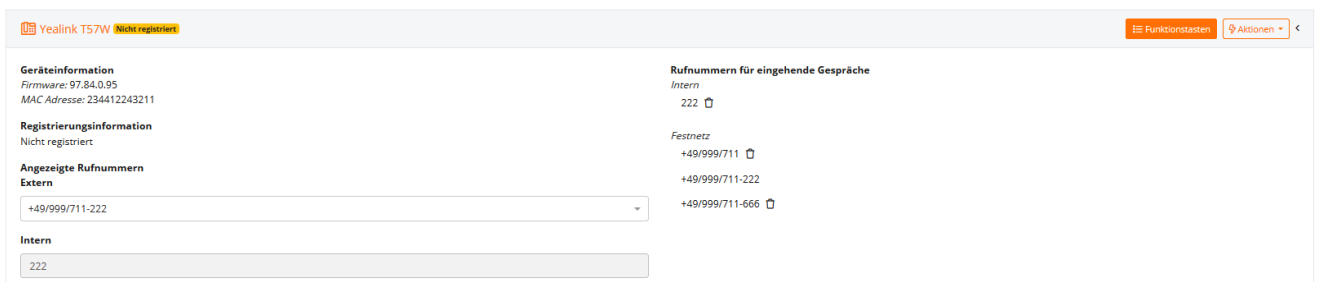 Yealink T57W Nicht registriert
Funktionstasten Aktionen
Geräteinformation
Firmware: 97.84.0.95
MAC Adresse: 234412243211
Registrierungsinformation
Nicht registriert
Angezeigte Rufnummern
Extern
+49/999/711-222
Intern
222
Rufnummern für eingehende Gespräche
Intern
222
Festnetz
+49/999/711
+49/999/711-222
+49/999/711-666